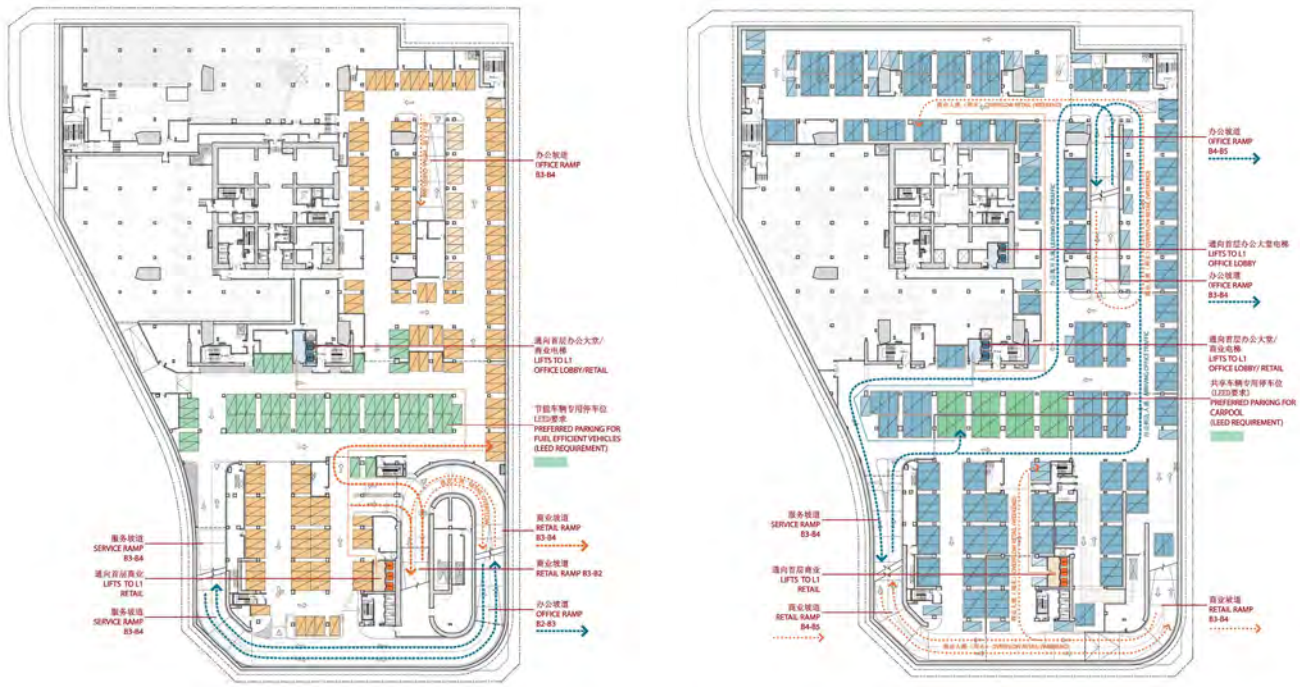 办公坡道
OFFICE RAMP
B3-B4
通向首层办公大堂/
商业电梯
LIFTS TO L1
OFFICE LOBBY/RETAIL
节能车辆专用停车位
LEED要求
PREFERRED PARKING FOR
FUEL EFFICIENT VEHICLES
(LEED REQUIREMENT)
商业坡道
RETAIL RAMP
B3-B4
商业坡道
RETAIL RAMP B3-B2
办公坡道
OFFICE RAMP
B2-B3
服务坡道
SERVICE RAMP
B3-B4
通向首层商业
LIFTS TO L1
RETAIL
服务坡道
SERVICE RAMP
B3-B4
办公坡道
OFFICE RAMP
B4-B5
通向首层办公大堂电梯
LIFTS TO L1
OFFICE LOBBY
办公坡道
OFFICE RAMP
B3-B4
通向首层办公大堂/
商业电梯
LIFTS TO L1
OFFICE LOBBY/ RETAIL
共享车辆专用停车位
(LEED要求)
PREFERRED PARKING FOR
CARPOOL
(LEED REQUIREMENT)
服务坡道
SERVICE RAMP
B3-B4
通向首层商业
LIFTS TO L1
RETAIL
商业坡道
RETAIL RAMP
B4-B5
商业坡道
RETAIL RAMP
B3-B4
OVERFLOW RETAIL (WEEKEND)